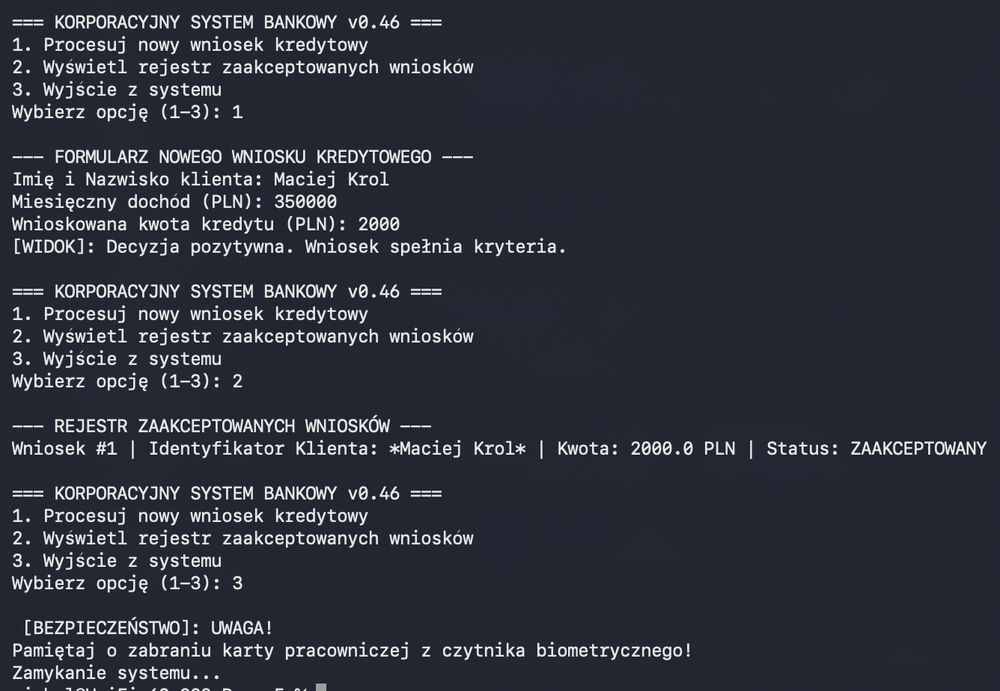 === KORPORACYJNY SYSTEM BANKOWY v0.46 ===
1. Procesuj nowy wniosek kredytowy
2. Wyświetl rejestr zaakceptowanych wniosków
3. Wyjście z systemu
Wybierz opcję (1-3): 1
--- FORMULARZ NOWEGO WNIOSKU KREDYTOWEGO ---
Imię i Nazwisko klienta: Maciej Krol
Miesięczny dochód (PLN): 350000
Wnioskowana kwota kredytu (PLN): 2000
[WIDOK]: Decyzja pozytywna. Wniosek spełnia kryteria.
=== KORPORACYJNY SYSTEM BANKOWY v0.46 ===
1. Procesuj nowy wniosek kredytowy
2. Wyświetl rejestr zaakceptowanych wniosków
3. Wyjście z systemu
Wybierz opcję (1-3): 2
--- REJESTR ZAAKCEPTOWANYCH WNIOSKÓW ---
Wniosek #1 | Identyfikator Klienta: *Maciej Krol* | Kwota: 2000.0 PLN | Status: ZAAKCEPTOWANY
=== KORPORACYJNY SYSTEM BANKOWY v0.46 ===
1. Procesuj nowy wniosek kredytowy
2. Wyświetl rejestr zaakceptowanych wniosków
3. Wyjście z systemu
Wybierz opcję (1-3): 3
[BEZPIECZEŃSTWO]: UWAGA!
Pamiętaj o zabraniu karty pracowniczej z czytnika biometrycznego!
Zamykanie systemu...